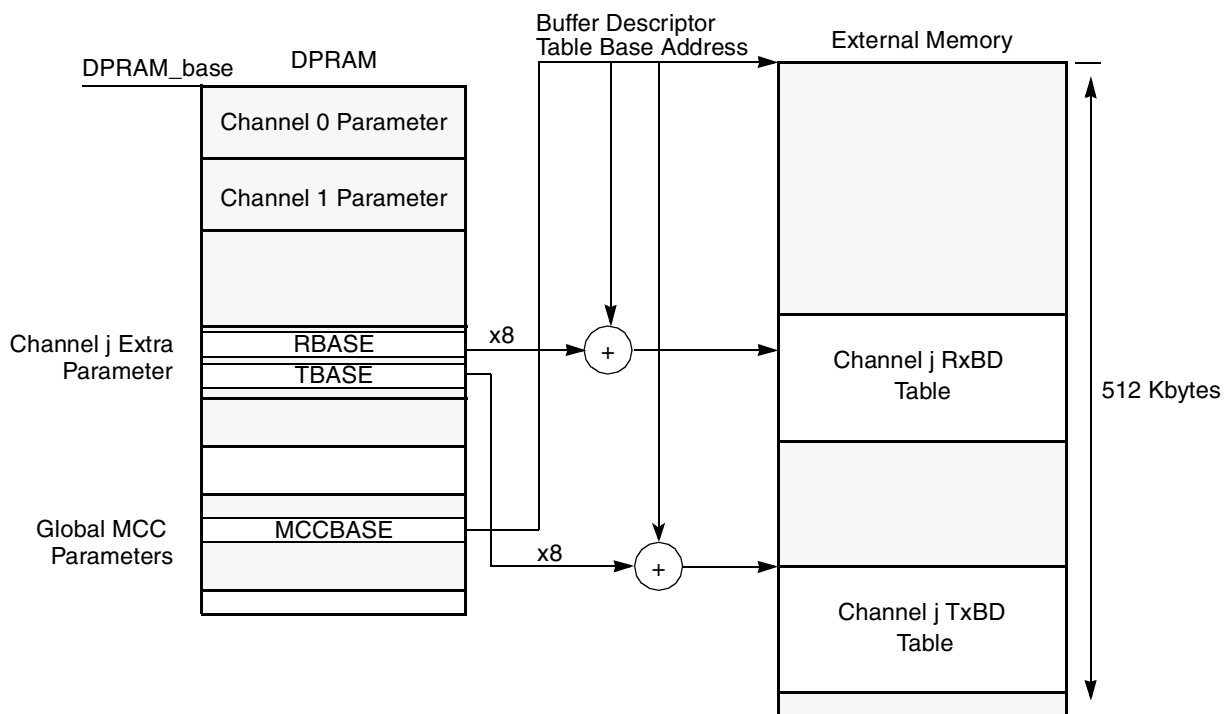 Buffer Descriptor
Table Base Address
External Memory
DPRAM_base
DPRAM
Channel 0 Parameter
Channel 1 Parameter
Channel j Extra
Parameter
RBASE
x8
+
TBASE
Channel j RxBD
Table
512 Kbytes
Global MCC
Parameters
MCCBASE
x8
+
Channel j TxBD
Table